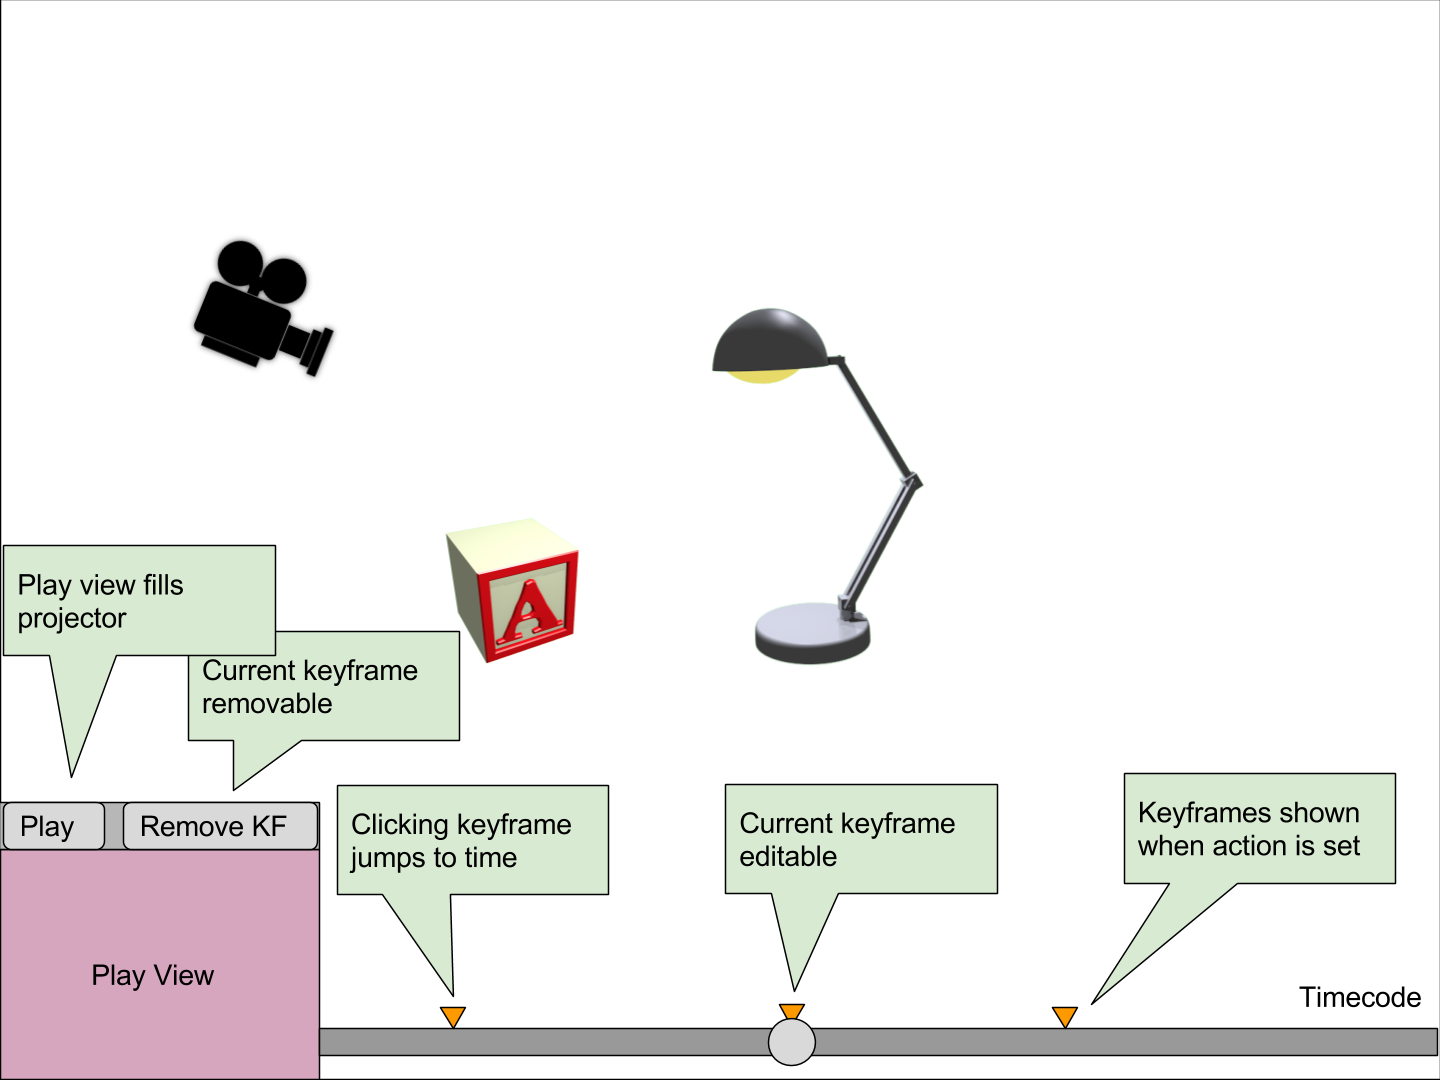 Play view fills
projector
Current keyframe
removable
A
Play
Remove KF
Clicking keyframe
jumps to time
Current keyframe
editable
Keyframes shown
when action is set
Play View
Timecode